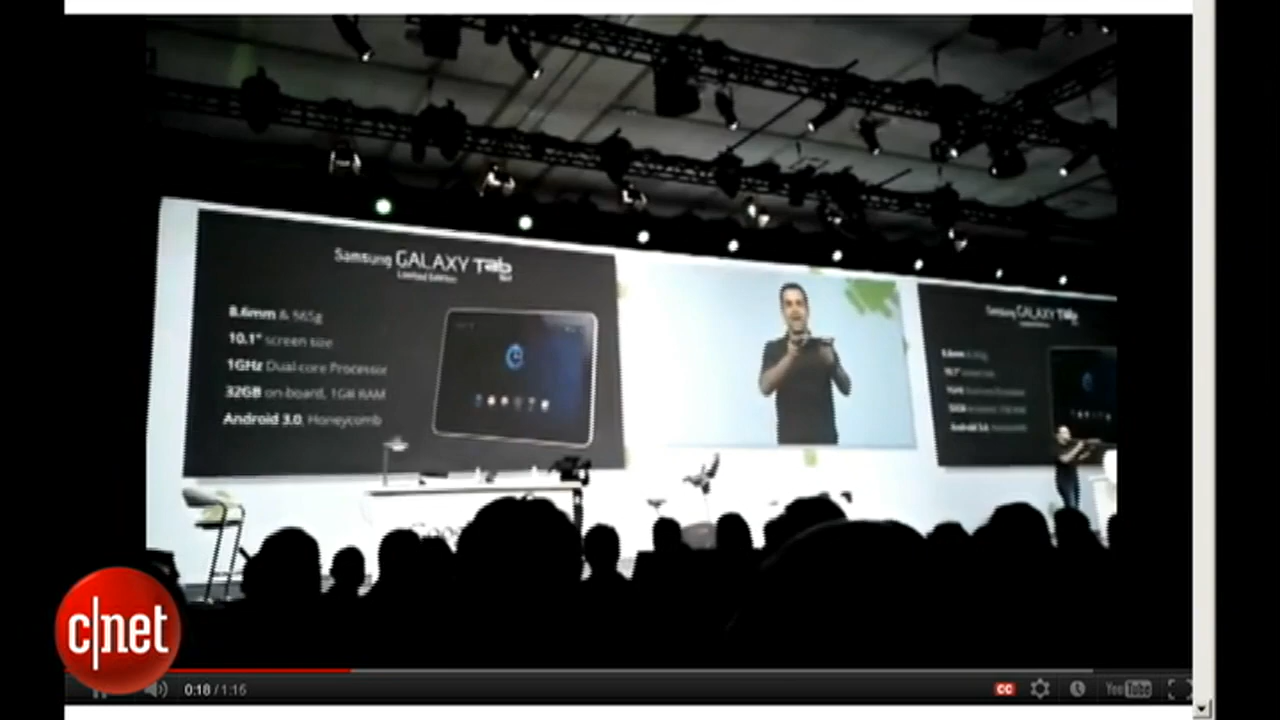 Samsung GALAXY Tab
Limited Edition
8.6mm & 565g
10.1" screen size
1GHz Dual-core Processor
32GB on-board, 1GB RAM
Android 3.0, Honeycomb
Samsung GALAXY Tab
c|net
0:18 / 1:16
CC
YouTube